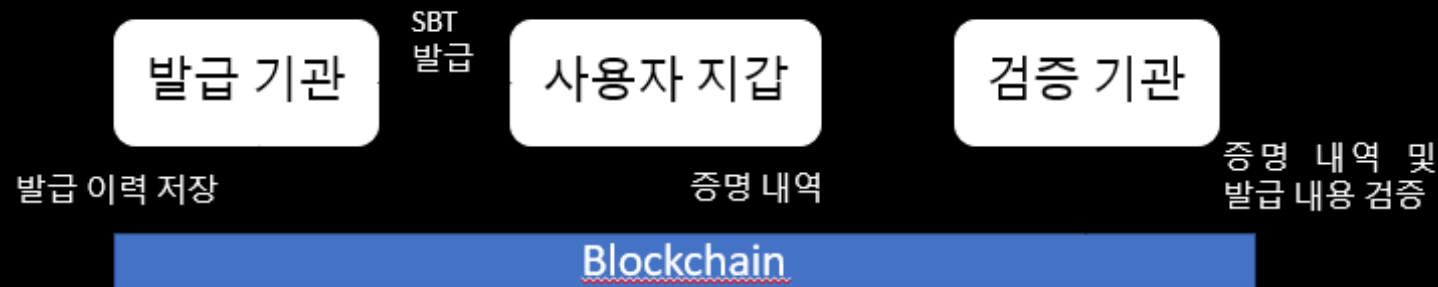 SBT
발급
발급 기관
사용자 지갑
검증 기관
발급 이력 저장
증명 내역
증명 내역 및
발급 내용 검증
Blockchain